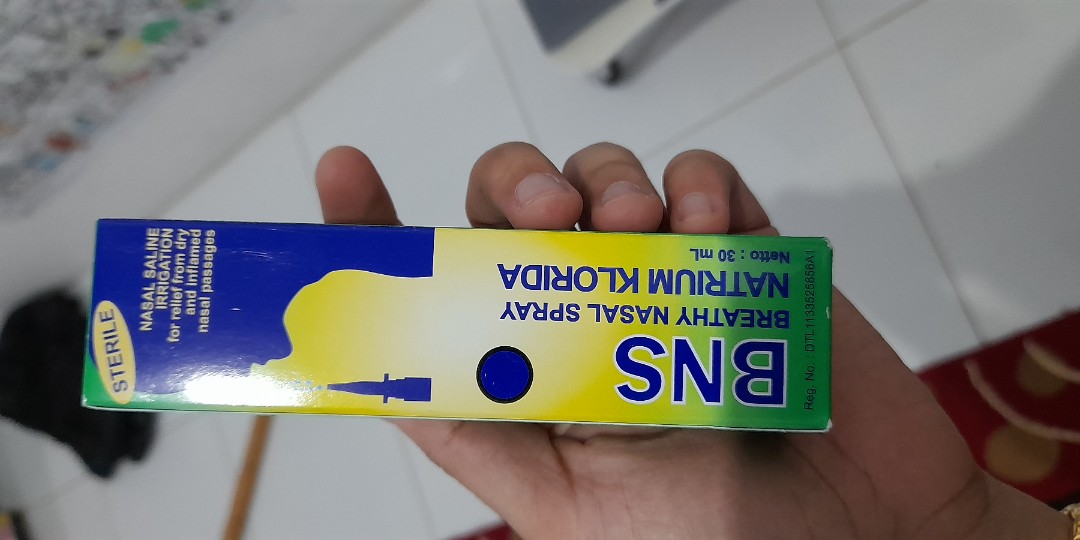 BNS
BREATHY NASAL SPRAY
NATRIUM KLORIDA
Netto : 30 mL
Reg. No. : DTL1133525856A1
STERILE
NASAL SALINE
IRRIGATION
for relief from dry
and inflamed
nasal passages